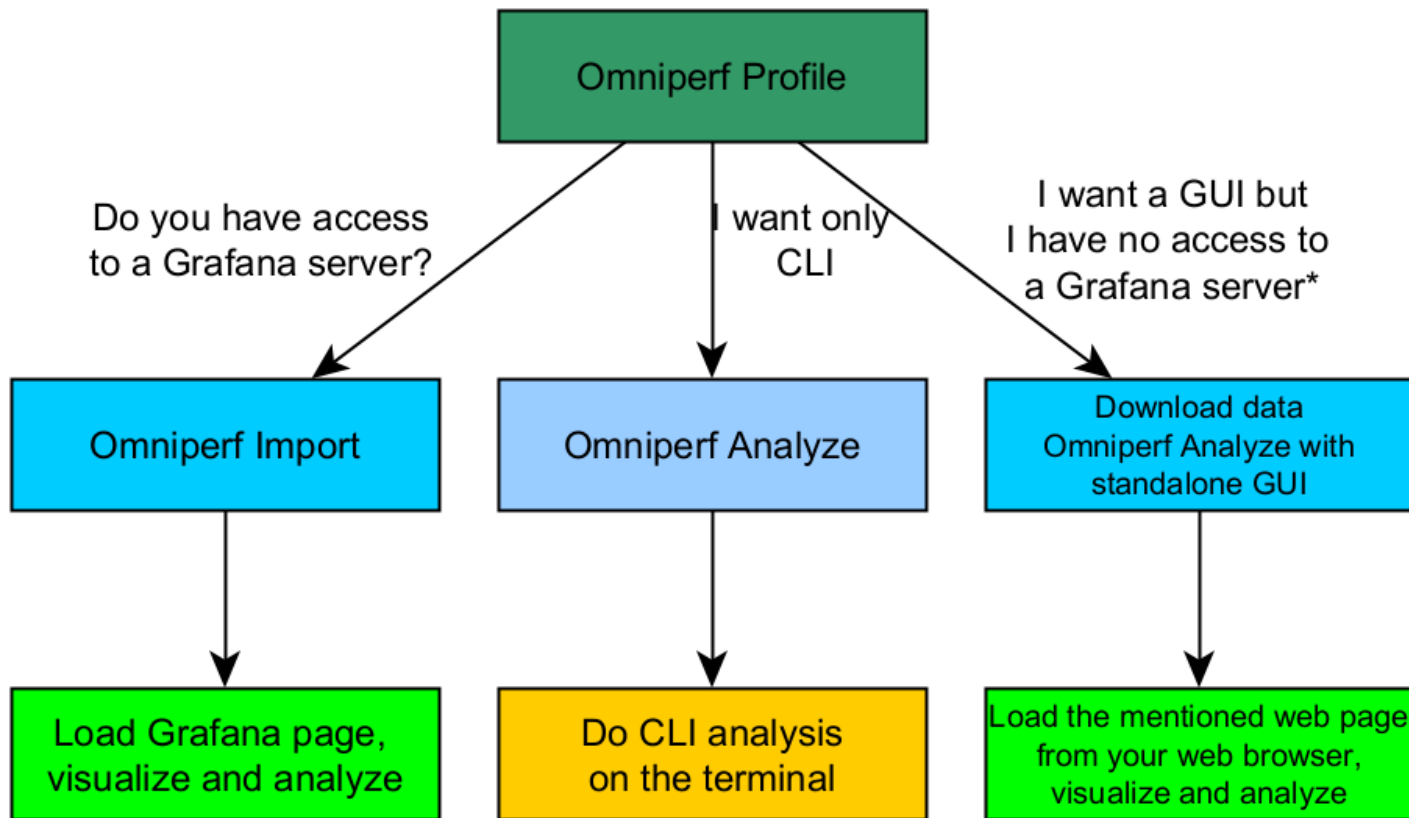 Omniperf Profile
Do you have access
to a Grafana server?
I want only
CLI
I want a GUI but
I have no access to
a Grafana server*
Omniperf Import
Omniperf Analyze
Download data
Omniperf Analyze with
standalone GUI
Load Grafana page,
visualize and analyze
Do CLI analysis
on the terminal
Load the mentioned web page
from your web browser,
visualize and analyze